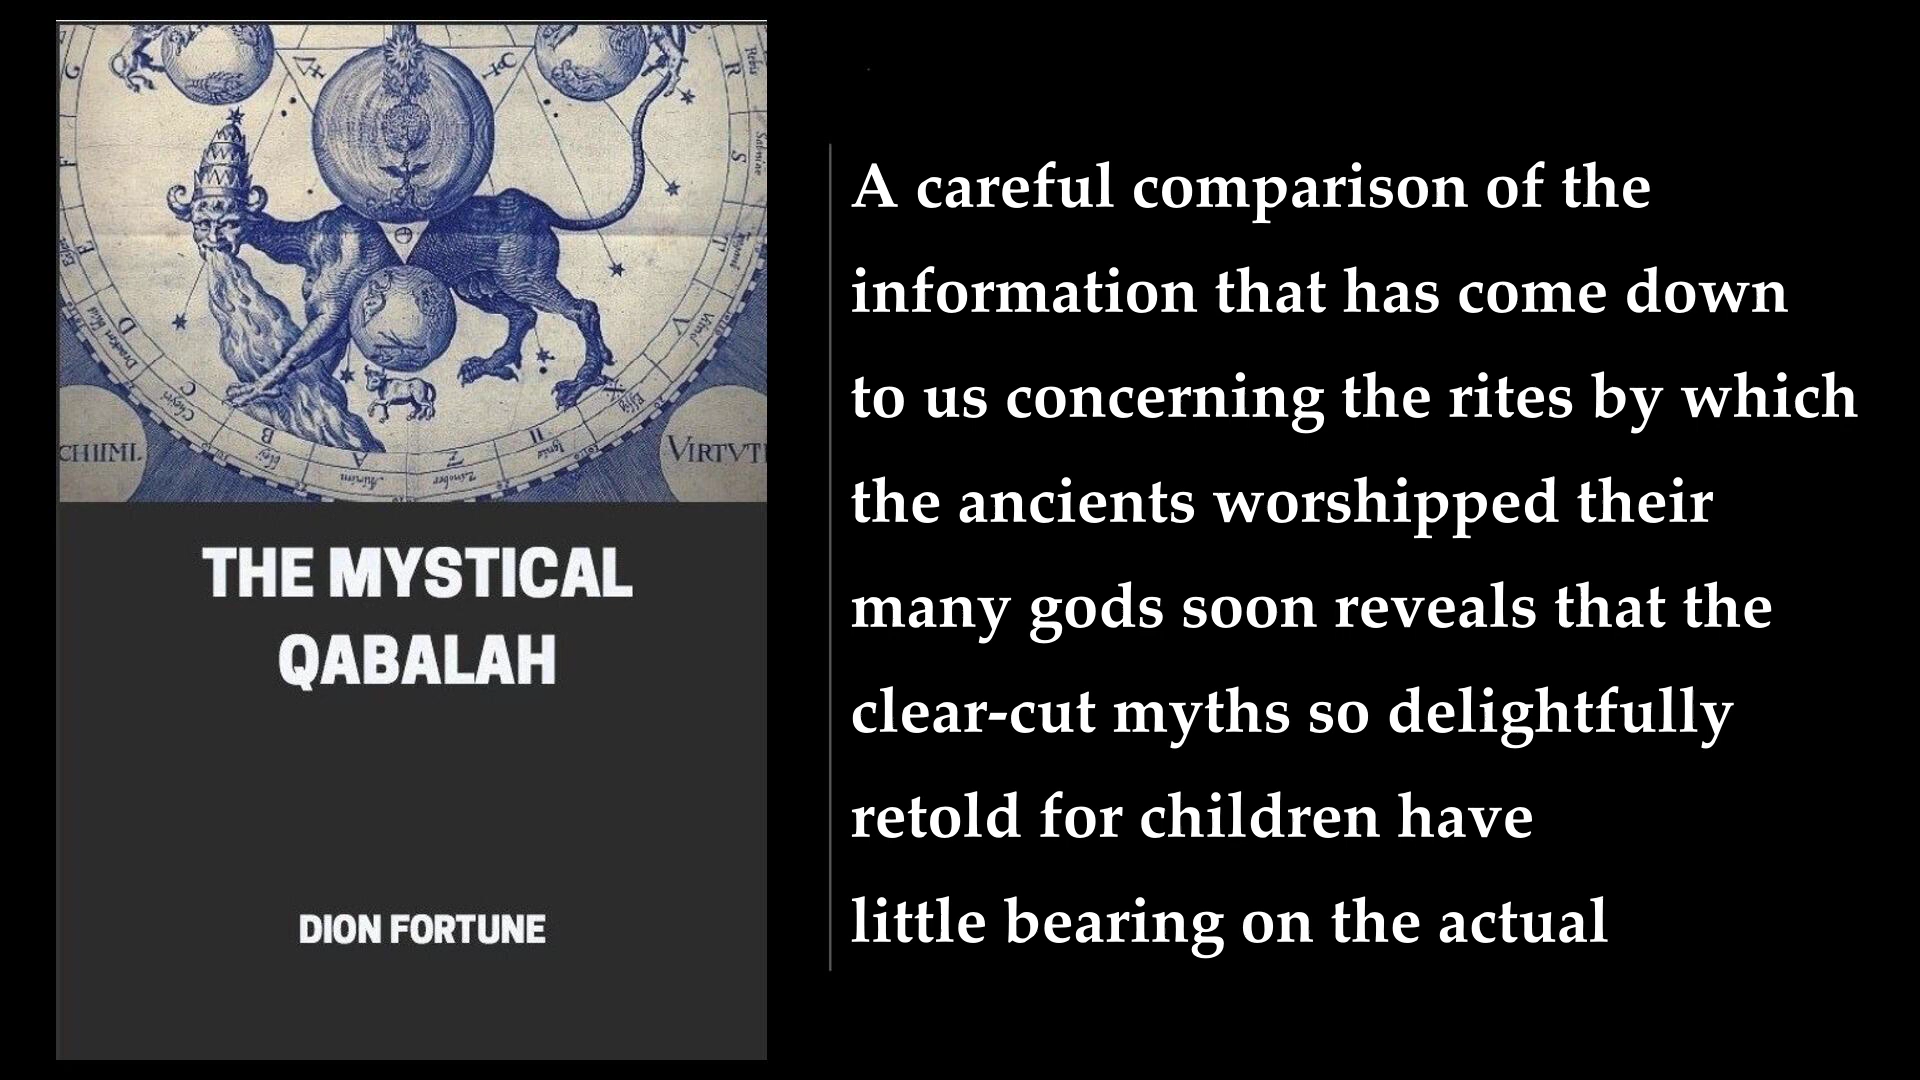 CHIIMI.
VIRTVTI
THE MYSTICAL
QABALAH
DION FORTUNE
A careful comparison of the
information that has come down
to us concerning the rites by which
the ancients worshipped their
many gods soon reveals that the
clear-cut myths so delightfully
retold for children have
little bearing on the actual